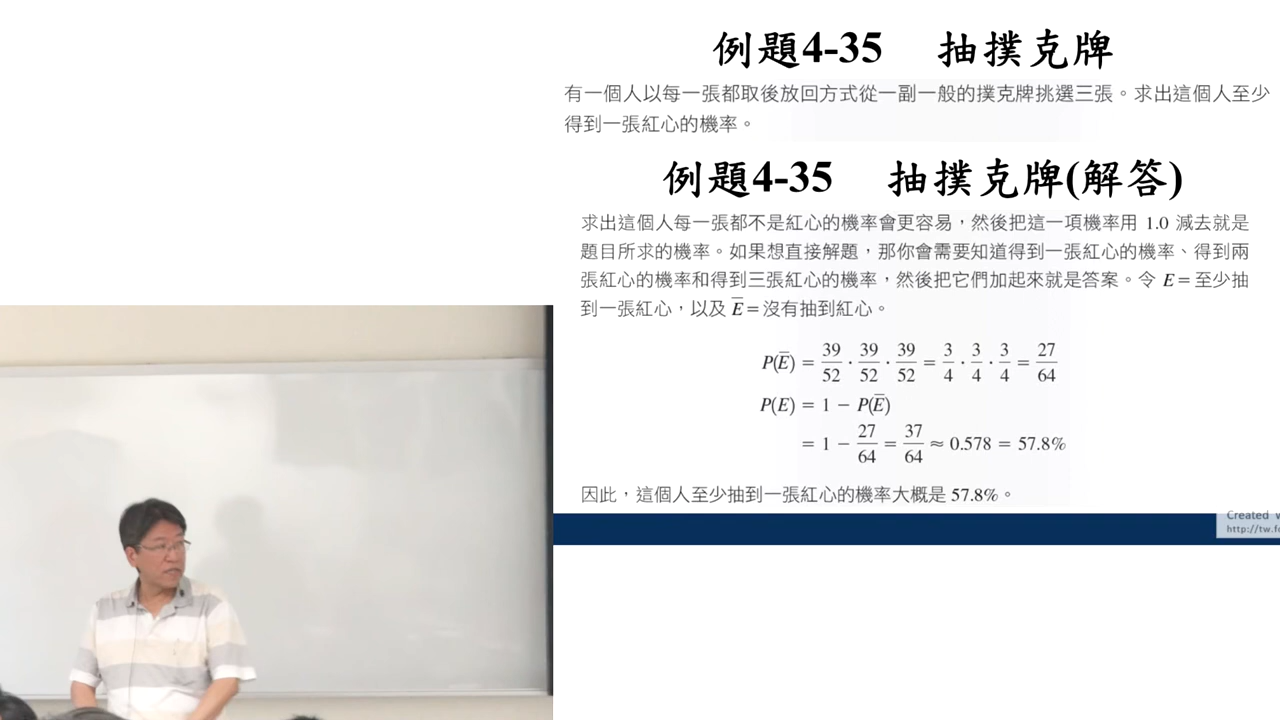 例題4-35 抽撲克牌
有一個人以每一張都取後放回方式從一副一般的撲克牌挑選三張。求出這個人至少
得到一張紅心的機率。
例題4-35 抽撲克牌(解答)
求出這個人每一張都不是紅心的機率會更容易，然後把這一項機率用 1.0 減去就是
題目所求的機率。如果想直接解題，那你會需要知道得到一張紅心的機率、得到兩
張紅心的機率和得到三張紅心的機率，然後把它們加起來就是答案。令 E＝至少抽
到一張紅心，以及 E̅＝沒有抽到紅心。
P(E̅) = 39/52 · 39/52 · 39/52 = 3/4 · 3/4 · 3/4 = 27/64
P(E) = 1 − P(E̅)
= 1 − 27/64 = 37/64 ≈ 0.578 = 57.8%
因此，這個人至少抽到一張紅心的機率大概是 57.8%。
Created
http://tw.f